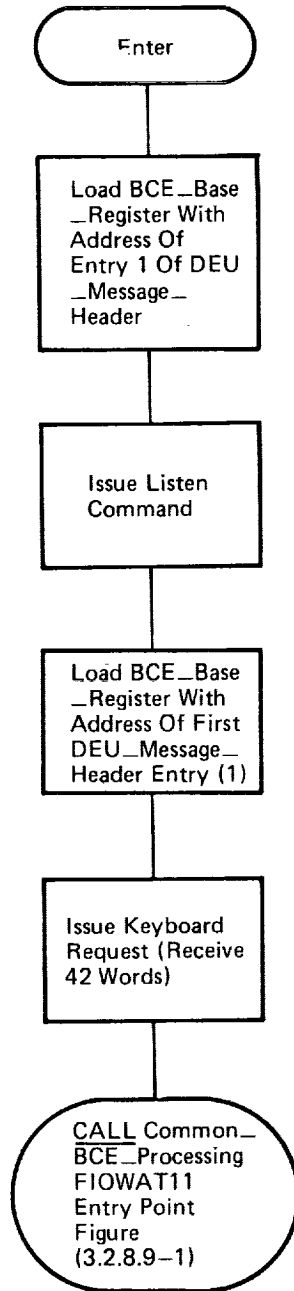 Enter
Load BCE_Base
_Register With
Address Of
Entry 1 Of DEU
_Message_
Header
Issue Listen
Command
Load BCE_Base
_Register With
Address Of First
DEU_Message_
Header Entry (1)
Issue Keyboard
Request (Receive
42 Words)
CALL Common_
BCE_Processing
FIOWAT11
Entry Point
Figure
(3.2.8.9-1)